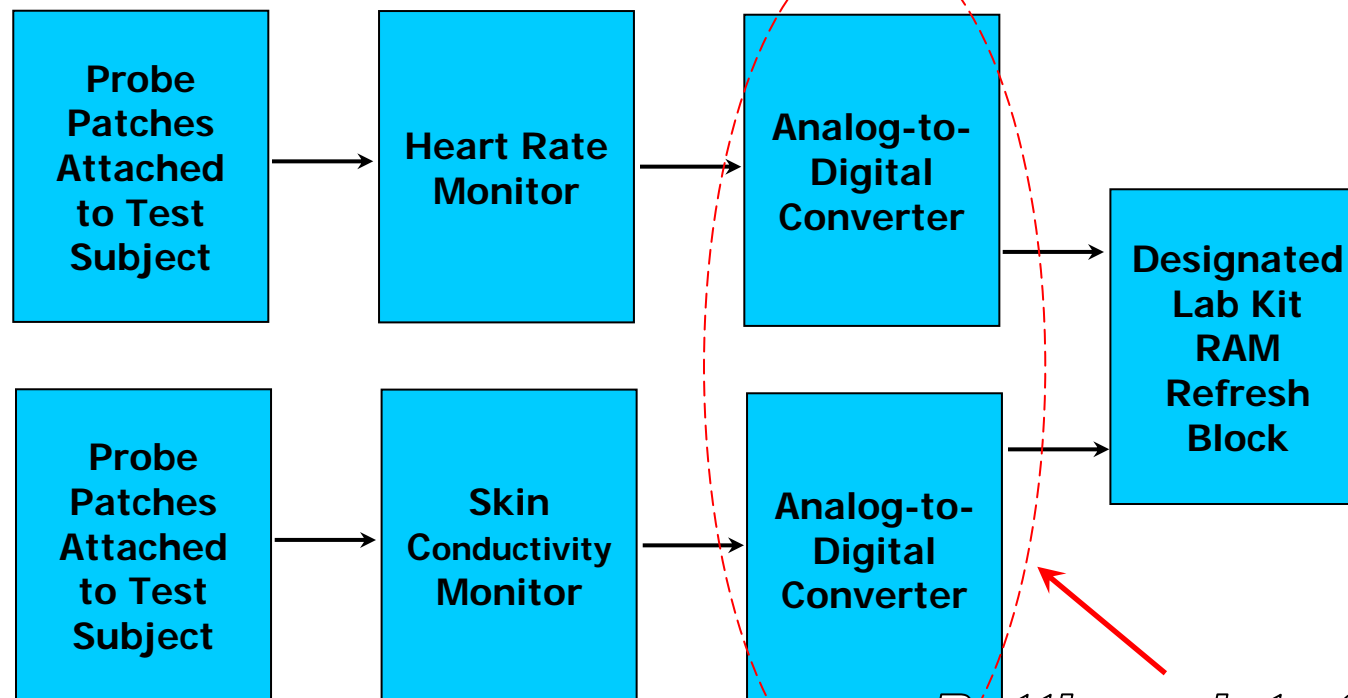 Probe
Patches
Attached
to Test
Subject
Heart Rate
Monitor
Analog-to-
Digital
Converter
Designated
Lab Kit
RAM
Refresh
Block
Probe
Patches
Attached
to Test
Subject
Skin
Conductivity
Monitor
Analog-to-
Digital
Converter